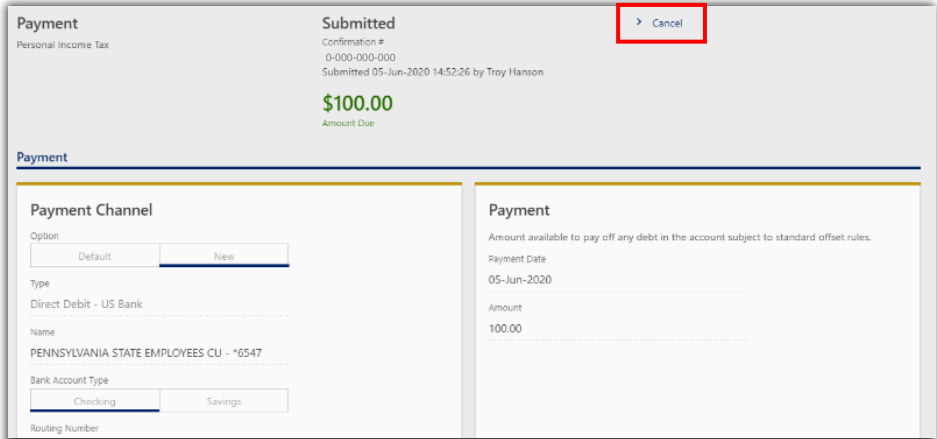 Payment
Personal Income Tax
Submitted
Confirmation #
0-000-000-000
Submitted 05-Jun-2020 14:52:26 by Troy Hanson
$100.00
Amount Due
> Cancel
Payment
Payment Channel
Option
Default New
Type
Direct Debit - US Bank
Name
PENNSYLVANIA STATE EMPLOYEES CU - *6547
Bank Account Type
Checking Savings
Routing Number
Payment
Amount available to pay off any debt in the account subject to standard offset rules.
Payment Date
05-Jun-2020
Amount
100.00